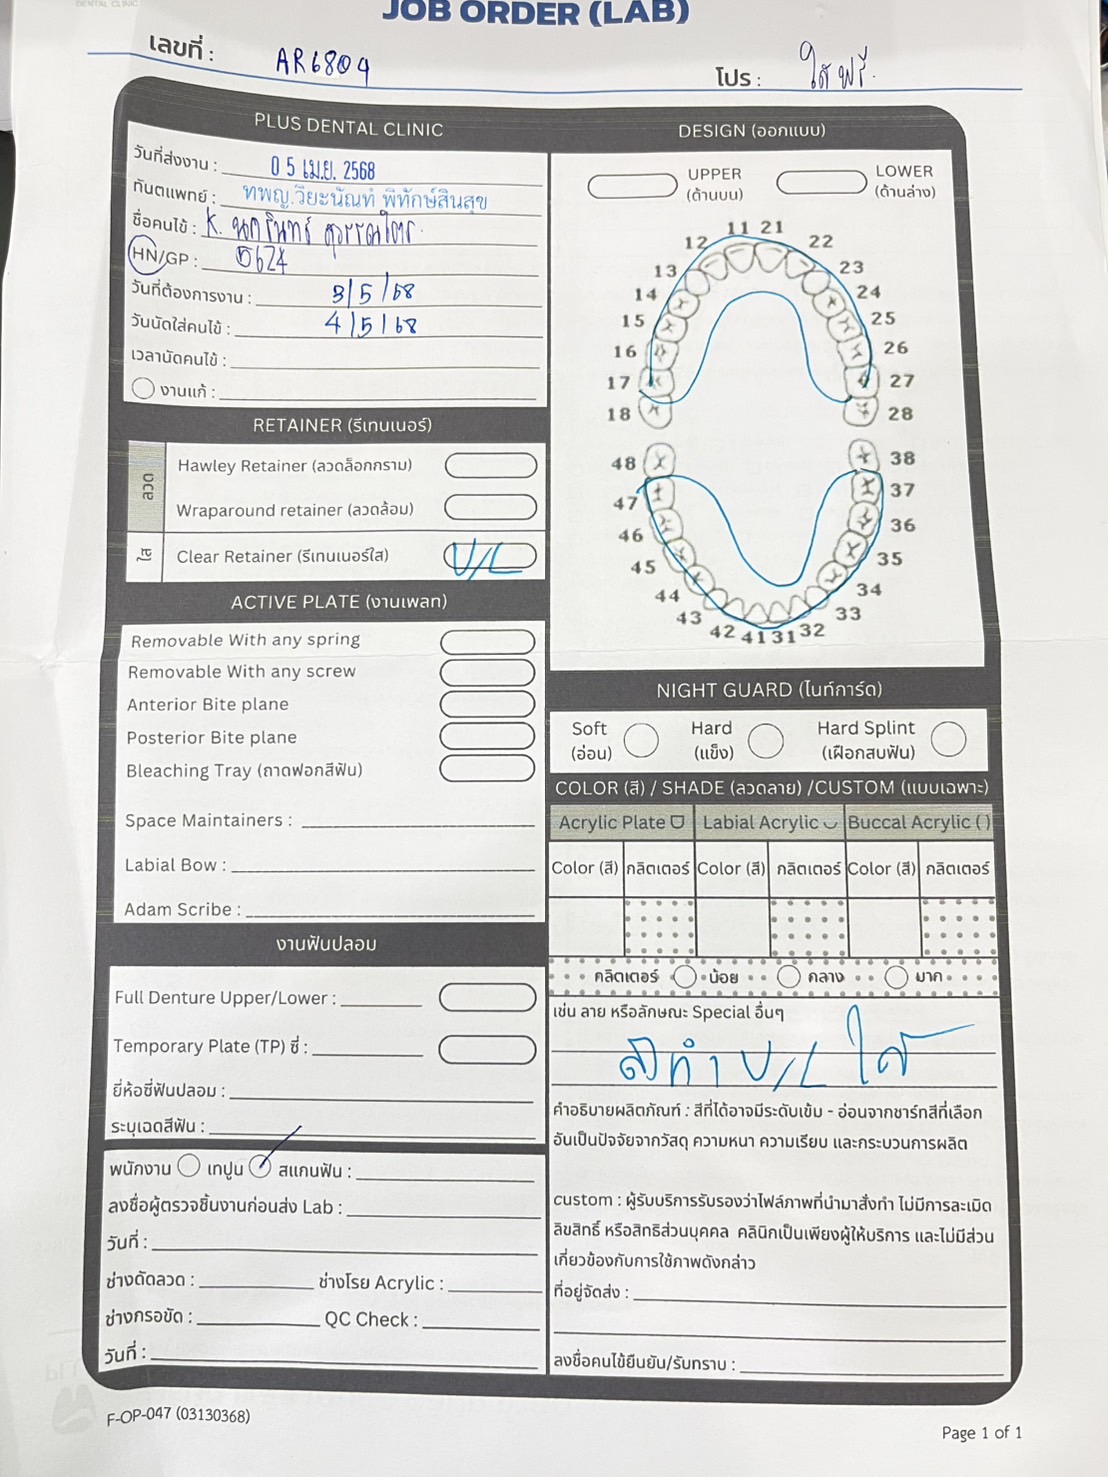 DENTAL CLINIC
JOB ORDER (LAB)
เลขที่ : AR6804
โปร : ใสฟรี
PLUS DENTAL CLINIC
วันที่ส่งงาน : 05 เม.ย. 2568
ทันตแพทย์ : ทพญ.วิยะนัณท์ พิทักษ์สินสุข
ชื่อคนไข้ : K.
HN/GP : 5624
วันที่ต้องการงาน : 3/5/68
วันนัดใส่คนไข้ : 4/5/68
เวลานัดคนไข้ :
งานแก้ :
DESIGN (ออกแบบ)
UPPER (ด้านบน)
LOWER (ด้านล่าง)
11 21
12 22
13 23
14 24
15 25
16 26
17 27
18 28
48 38
47 37
46 36
45 35
44 34
43 33
42 41 31 32
RETAINER (รีเทนเนอร์)
ลวด
Hawley Retainer (ลวดล็อกกราม)
Wraparound retainer (ลวดล้อม)
ใส
Clear Retainer (รีเทนเนอร์ใส) U/L
ACTIVE PLATE (งานเพลท)
Removable With any spring
Removable With any screw
Anterior Bite plane
Posterior Bite plane
Bleaching Tray (ถาดฟอกสีฟัน)
Space Maintainers :
Labial Bow :
Adam Scribe :
NIGHT GUARD (ไนท์การ์ด)
Soft (อ่อน)
Hard (แข็ง)
Hard Splint (เฝือกสบฟัน)
COLOR (สี) / SHADE (ลวดลาย) /CUSTOM (แบบเฉพาะ)
Acrylic Plate Labial Acrylic Buccal Acrylic ( )
Color (สี) กลิตเตอร์ Color (สี) กลิตเตอร์ Color (สี) กลิตเตอร์
คลิตเตอร์ น้อย กลาง มาก
เช่น ลาย หรือลักษณะ Special อื่นๆ
U/L ใส
คำอธิบายผลิตภัณฑ์ : สีที่ได้อาจมีระดับเข้ม - อ่อนจากชาร์ทสีที่เลือก
อันเป็นปัจจัยจากวัสดุ ความหนา ความเรียบ และกระบวนการผลิต
custom : ผู้รับบริการรับรองว่าไฟล์ภาพที่นำมาสั่งทำ ไม่มีการละเมิด
ลิขสิทธิ์ หรือสิทธิส่วนบุคคล คลินิกเป็นเพียงผู้ให้บริการ และไม่มีส่วน
เกี่ยวข้องกับการใช้ภาพดังกล่าว
ที่อยู่จัดส่ง :
ลงชื่อคนไข้ยืนยัน/รับทราบ :
งานฟันปลอม
Full Denture Upper/Lower :
Temporary Plate (TP) ซี่ :
ยี่ห้อซี่ฟันปลอม :
ระบุเฉดสีฟัน :
พนักงาน เทปูน สแกนฟัน :
ลงชื่อผู้ตรวจชิ้นงานก่อนส่ง Lab :
วันที่ :
ช่างดัดลวด : ช่างโรย Acrylic :
ช่างกรอขัด : QC Check :
วันที่ :
F-OP-047 (03130368)
Page 1 of 1